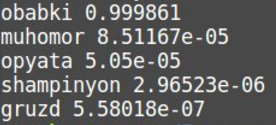 obabki 0.999861
muhomor 8.51167e-05
opyata 5.05e-05
shampinyon 2.96523e-06
gruzd 5.58018e-07